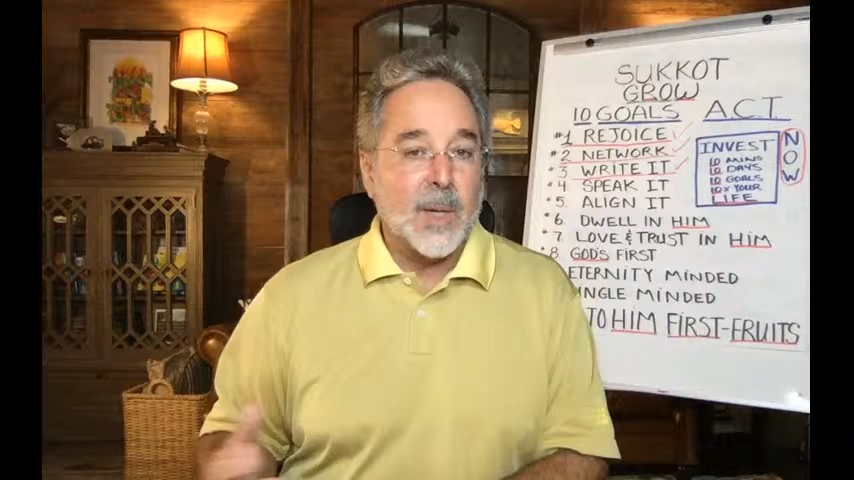 SUKKOT
GROW
10 GOALS A.C.T
#1 REJOICE
#2 NETWORK
#3 WRITE IT
#4 SPEAK IT
#5. ALIGN IT
#6. DWELL IN HIM
#7. LOVE & TRUST IN HIM
#8. GOD'S FIRST
ETERNITY MINDED
INGLE MINDED
TO HIM FIRST-FRUITS
INVEST
10 MINS
10 DAYS
10 GOALS
10X YOUR
LIFE
NOW